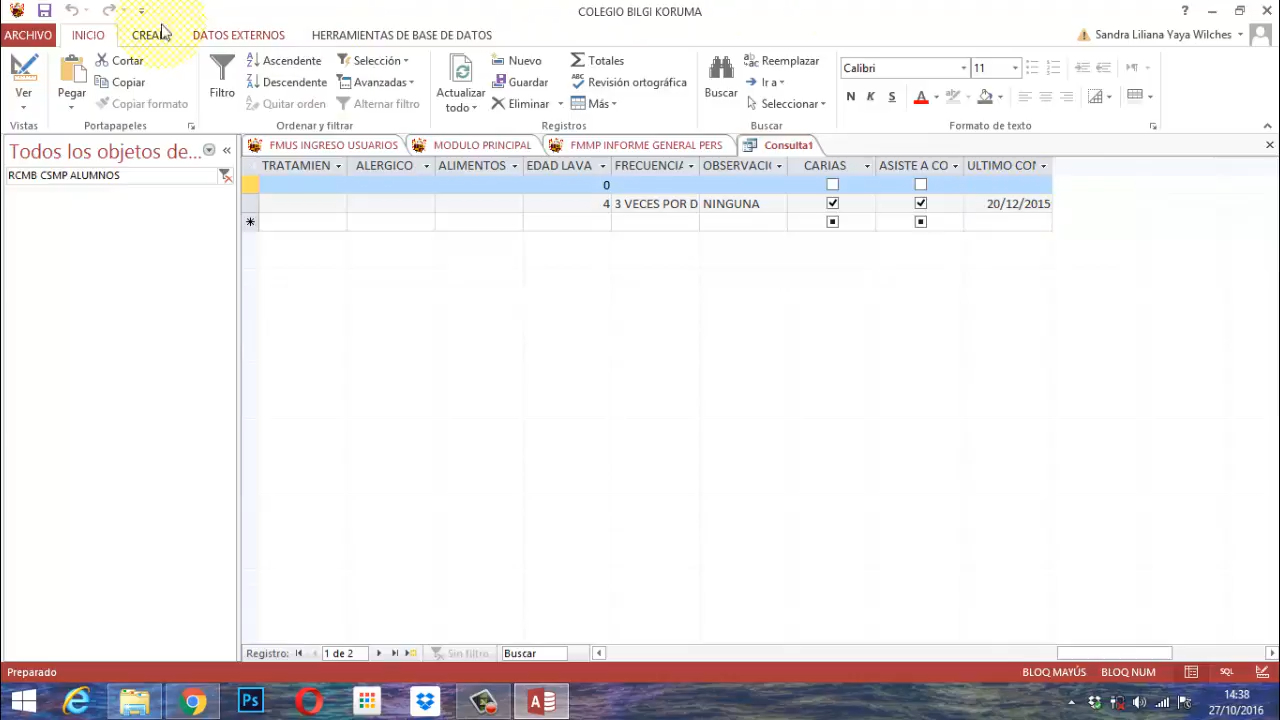 COLEGIO BILGI KORUMA
ARCHIVO INICIO CREAR DATOS EXTERNOS HERRAMIENTAS DE BASE DE DATOS Sandra Liliana Yaya Wilches
Ver
Vistas
Pegar
Cortar
Copiar
Copiar formato
Portapapeles
Filtro
Ascendente
Descendente
Quitar orden
Selección
Avanzadas
Alternar filtro
Ordenar y filtrar
Actualizar
todo
Nuevo
Guardar
Eliminar
Totales
Revisión ortográfica
Más
Registros
Buscar
Reemplazar
Ir a
Seleccionar
Buscar
Calibri 11
N K S A
Formato de texto
Todos los objetos de...
RCMB CSMP ALUMNOS
FMUS INGRESO USUARIOS MODULO PRINCIPAL FMMP INFORME GENERAL PERS Consulta1
TRATAMIEN ALERGICO ALIMENTOS EDAD LAVA FRECUENCIA OBSERVACIO CARIAS ASISTE A CO ULTIMO CON
0
4 3 VECES POR D NINGUNA 20/12/2015
Registro: 1 de 2 Sin filtro Buscar
Preparado BLOQ MAYÚS BLOQ NUM SQL
Ps
14:38
27/10/2016